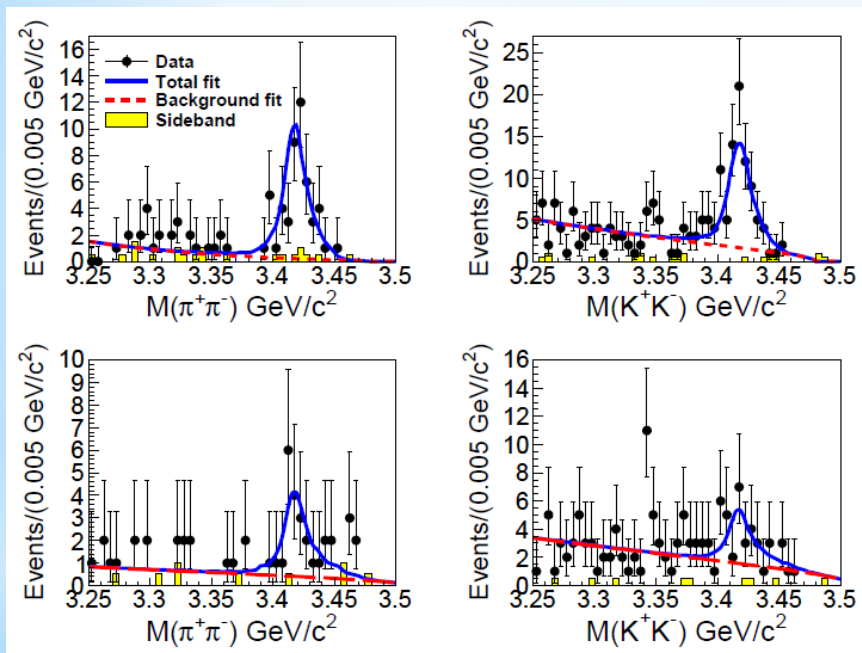 Events/(0.005 GeV/c²)
16
14
12
10
8
6
4
2
0
Data
Total fit
Background fit
Sideband
3.25 3.3 3.35 3.4 3.45 3.5
M(π⁺π⁻) GeV/c²
Events/(0.005 GeV/c²)
25
20
15
10
5
0
3.25 3.3 3.35 3.4 3.45 3.5
M(K⁺K⁻) GeV/c²
Events/(0.005 GeV/c²)
10
9
8
7
6
5
4
3
2
1
0
3.25 3.3 3.35 3.4 3.45 3.5
M(π⁺π⁻) GeV/c²
Events/(0.005 GeV/c²)
16
14
12
10
8
6
4
2
0
3.25 3.3 3.35 3.4 3.45 3.5
M(K⁺K⁻) GeV/c²